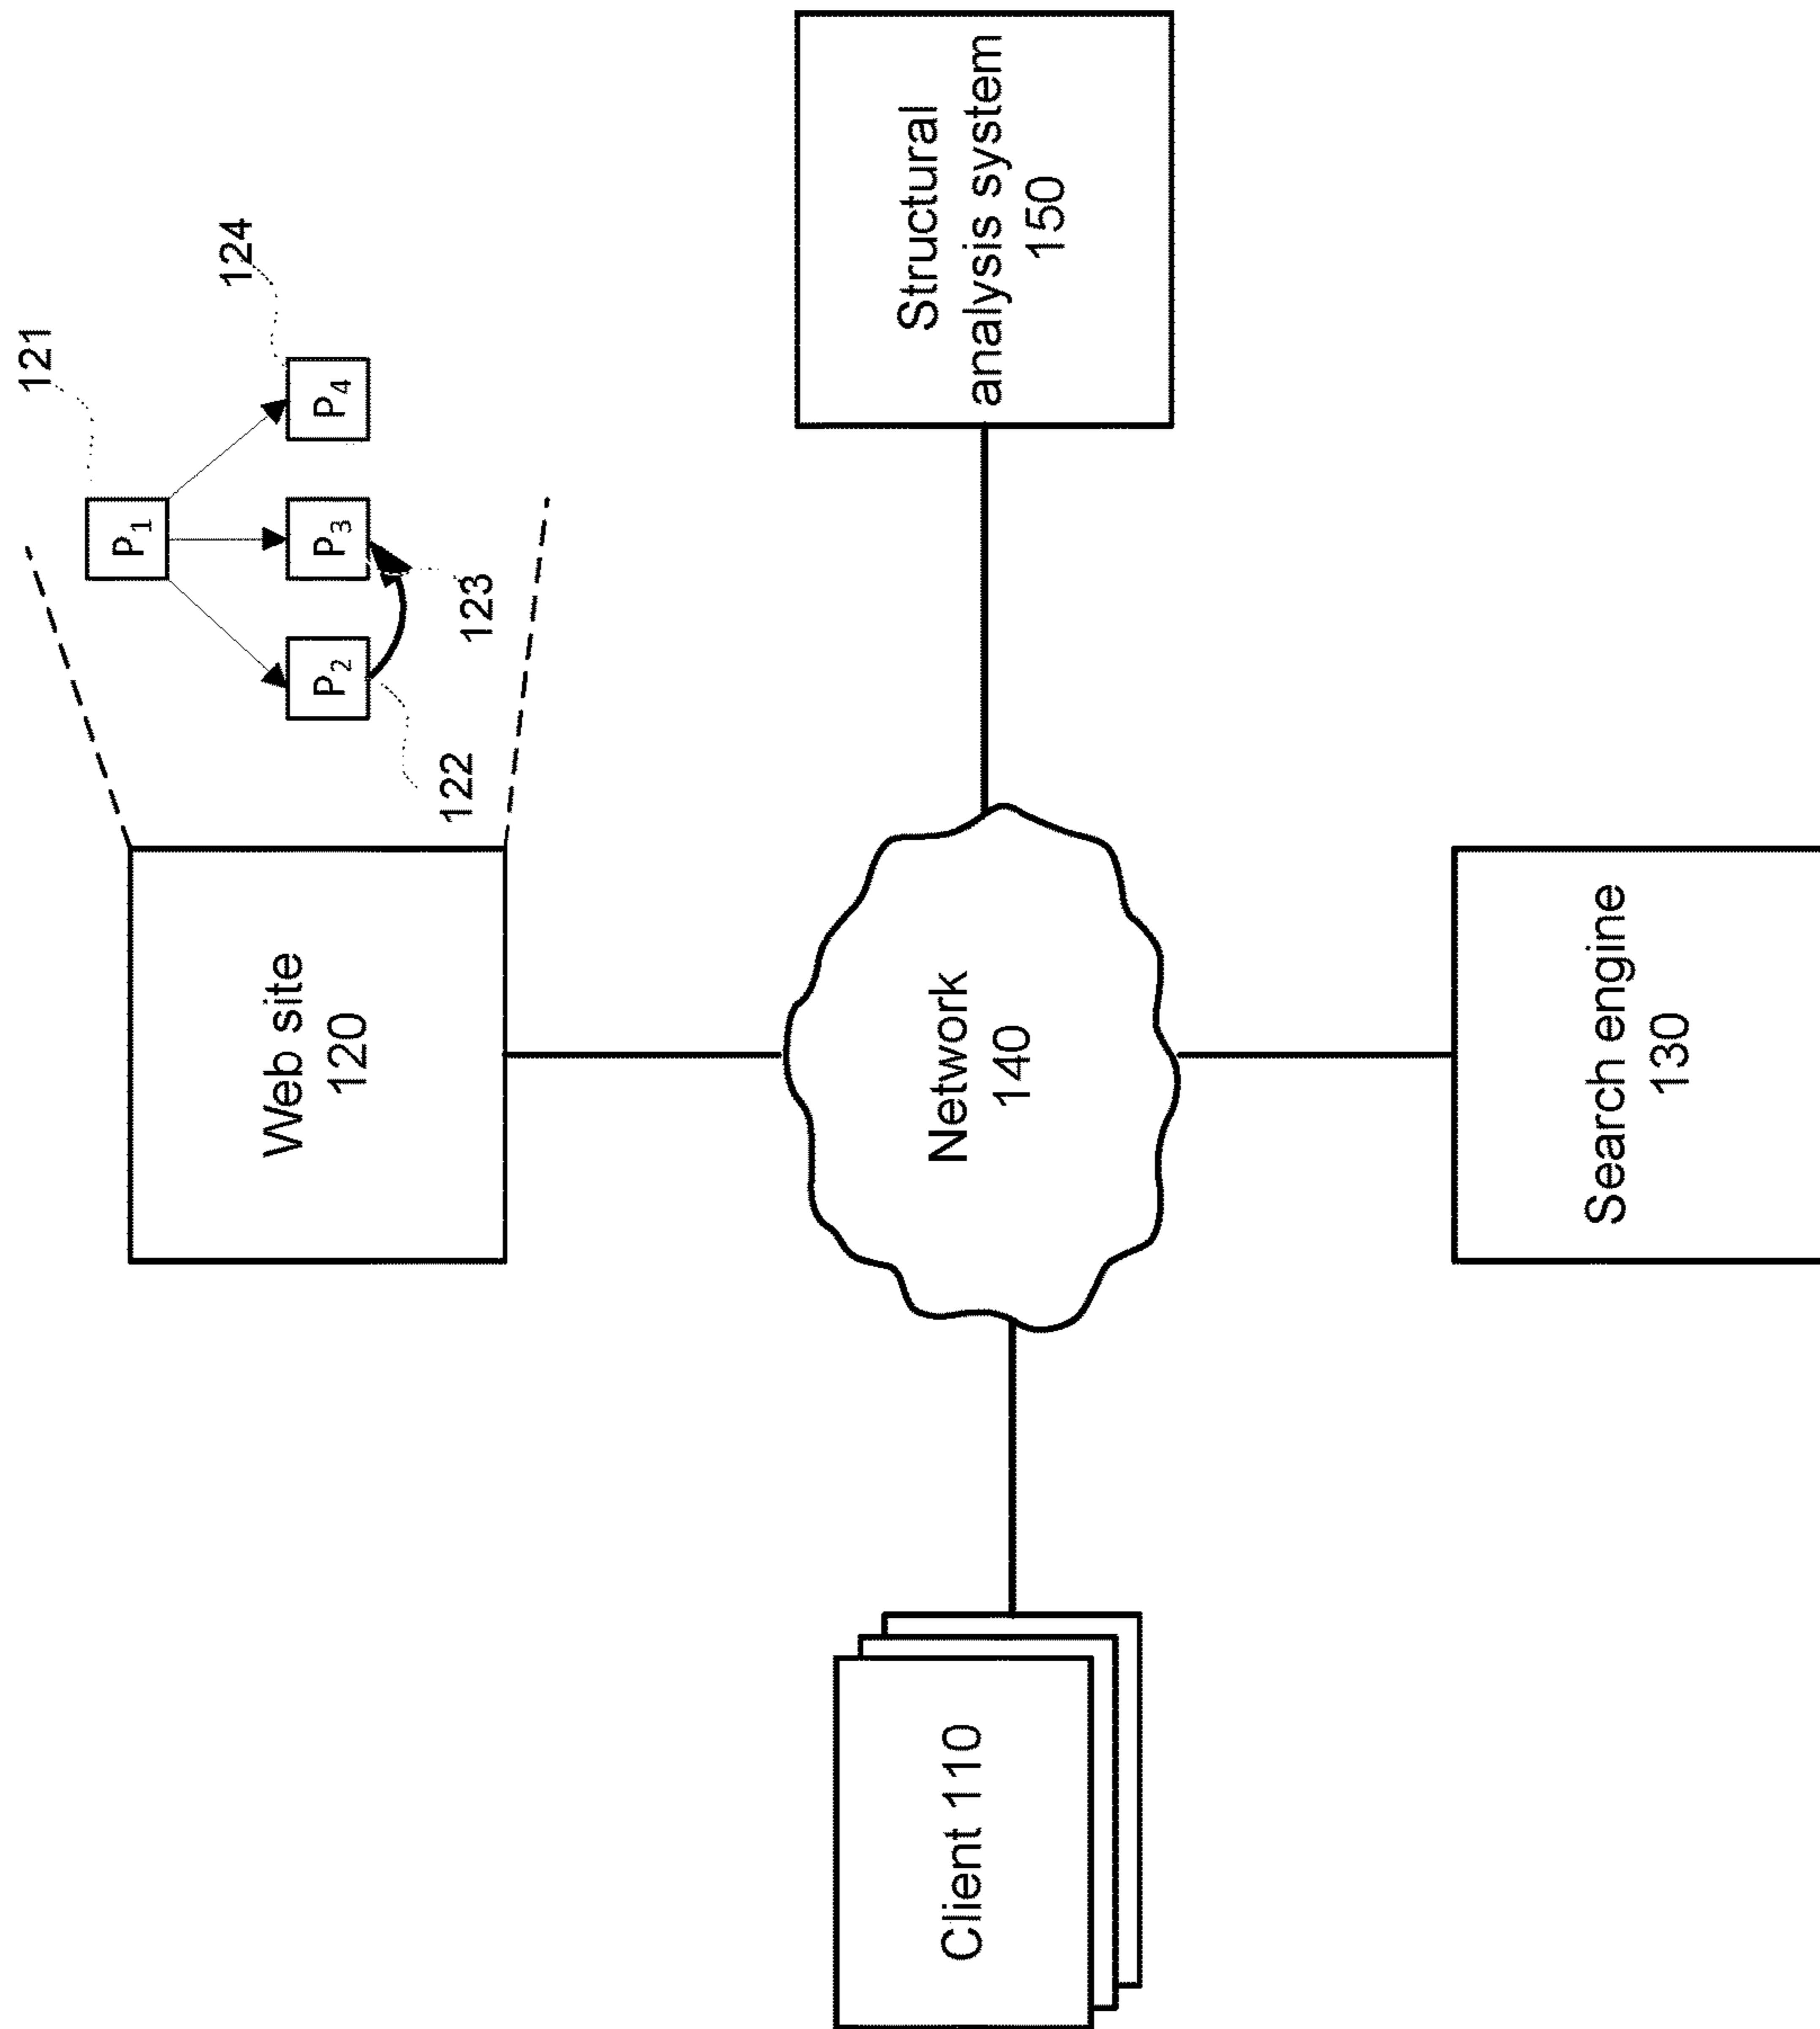 121
P1
124
P2
P3
P4
122
123
Web site
120
Structural
analysis system
150
Network
140
Client 110
Search engine
130